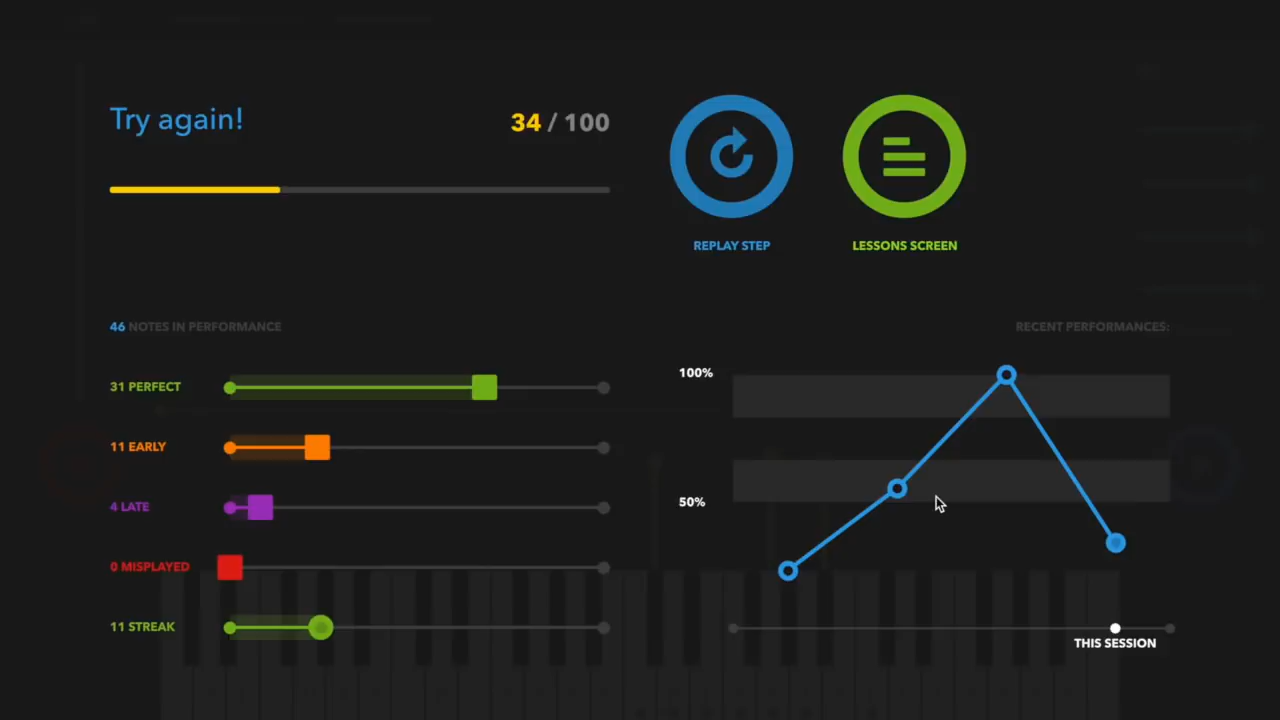 Try again!
34 / 100
REPLAY STEP
LESSONS SCREEN
46 NOTES IN PERFORMANCE
RECENT PERFORMANCES:
31 PERFECT
11 EARLY
4 LATE
0 MISPLAYED
11 STREAK
100%
50%
THIS SESSION